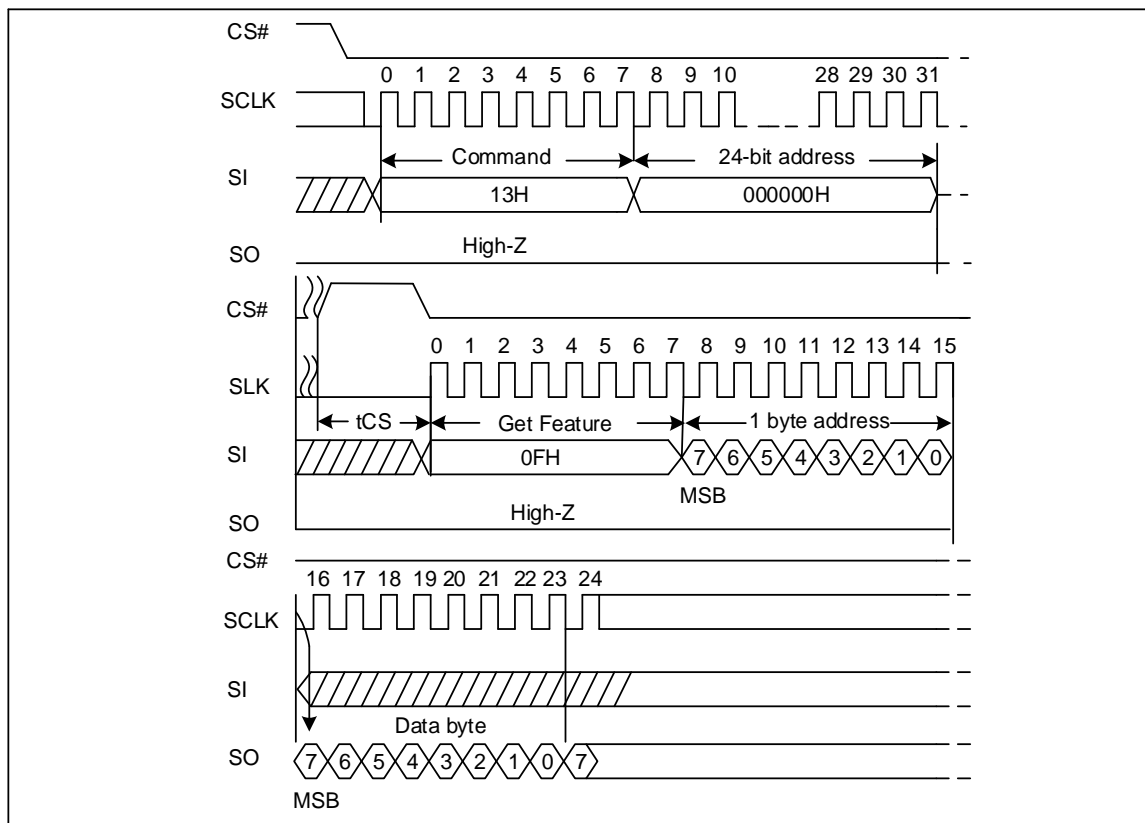 CS#
0 1 2 3 4 5 6 7 8 9 10 28 29 30 31
SCLK
Command 24-bit address
SI
13H 000000H
High-Z
SO
CS#
0 1 2 3 4 5 6 7 8 9 10 11 12 13 14 15
SLK
tCS Get Feature 1 byte address
SI
0FH 7 6 5 4 3 2 1 0
MSB
High-Z
SO
CS#
16 17 18 19 20 21 22 23 24
SCLK
SI
Data byte
SO 7 6 5 4 3 2 1 0 7
MSB